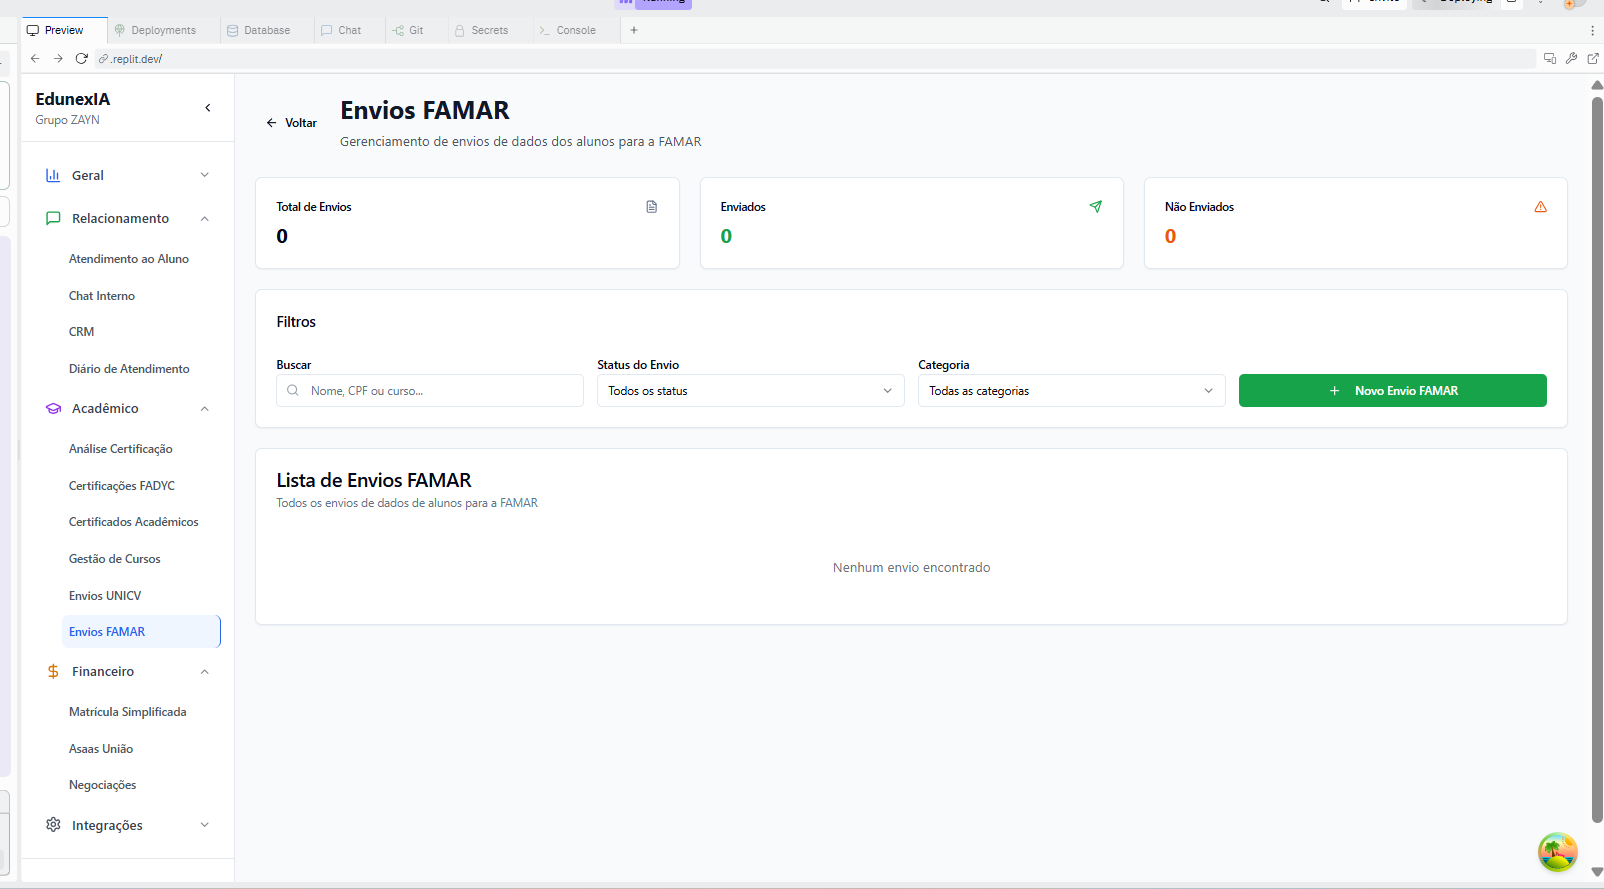 Preview
Deployments
Database
Chat
Git
Secrets
Console
.replit.dev/
EdunexIA
Grupo ZAYN
Geral
Relacionamento
Atendimento ao Aluno
Chat Interno
CRM
Diário de Atendimento
Acadêmico
Análise Certificação
Certificações FADYC
Certificados Acadêmicos
Gestão de Cursos
Envios UNICV
Envios FAMAR
Financeiro
Matrícula Simplificada
Asaas União
Negociações
Integrações
Voltar
Envios FAMAR
Gerenciamento de envios de dados dos alunos para a FAMAR
Total de Envios
0
Enviados
0
Não Enviados
0
Filtros
Buscar
Nome, CPF ou curso...
Status do Envio
Todos os status
Categoria
Todas as categorias
Novo Envio FAMAR
Lista de Envios FAMAR
Todos os envios de dados de alunos para a FAMAR
Nenhum envio encontrado